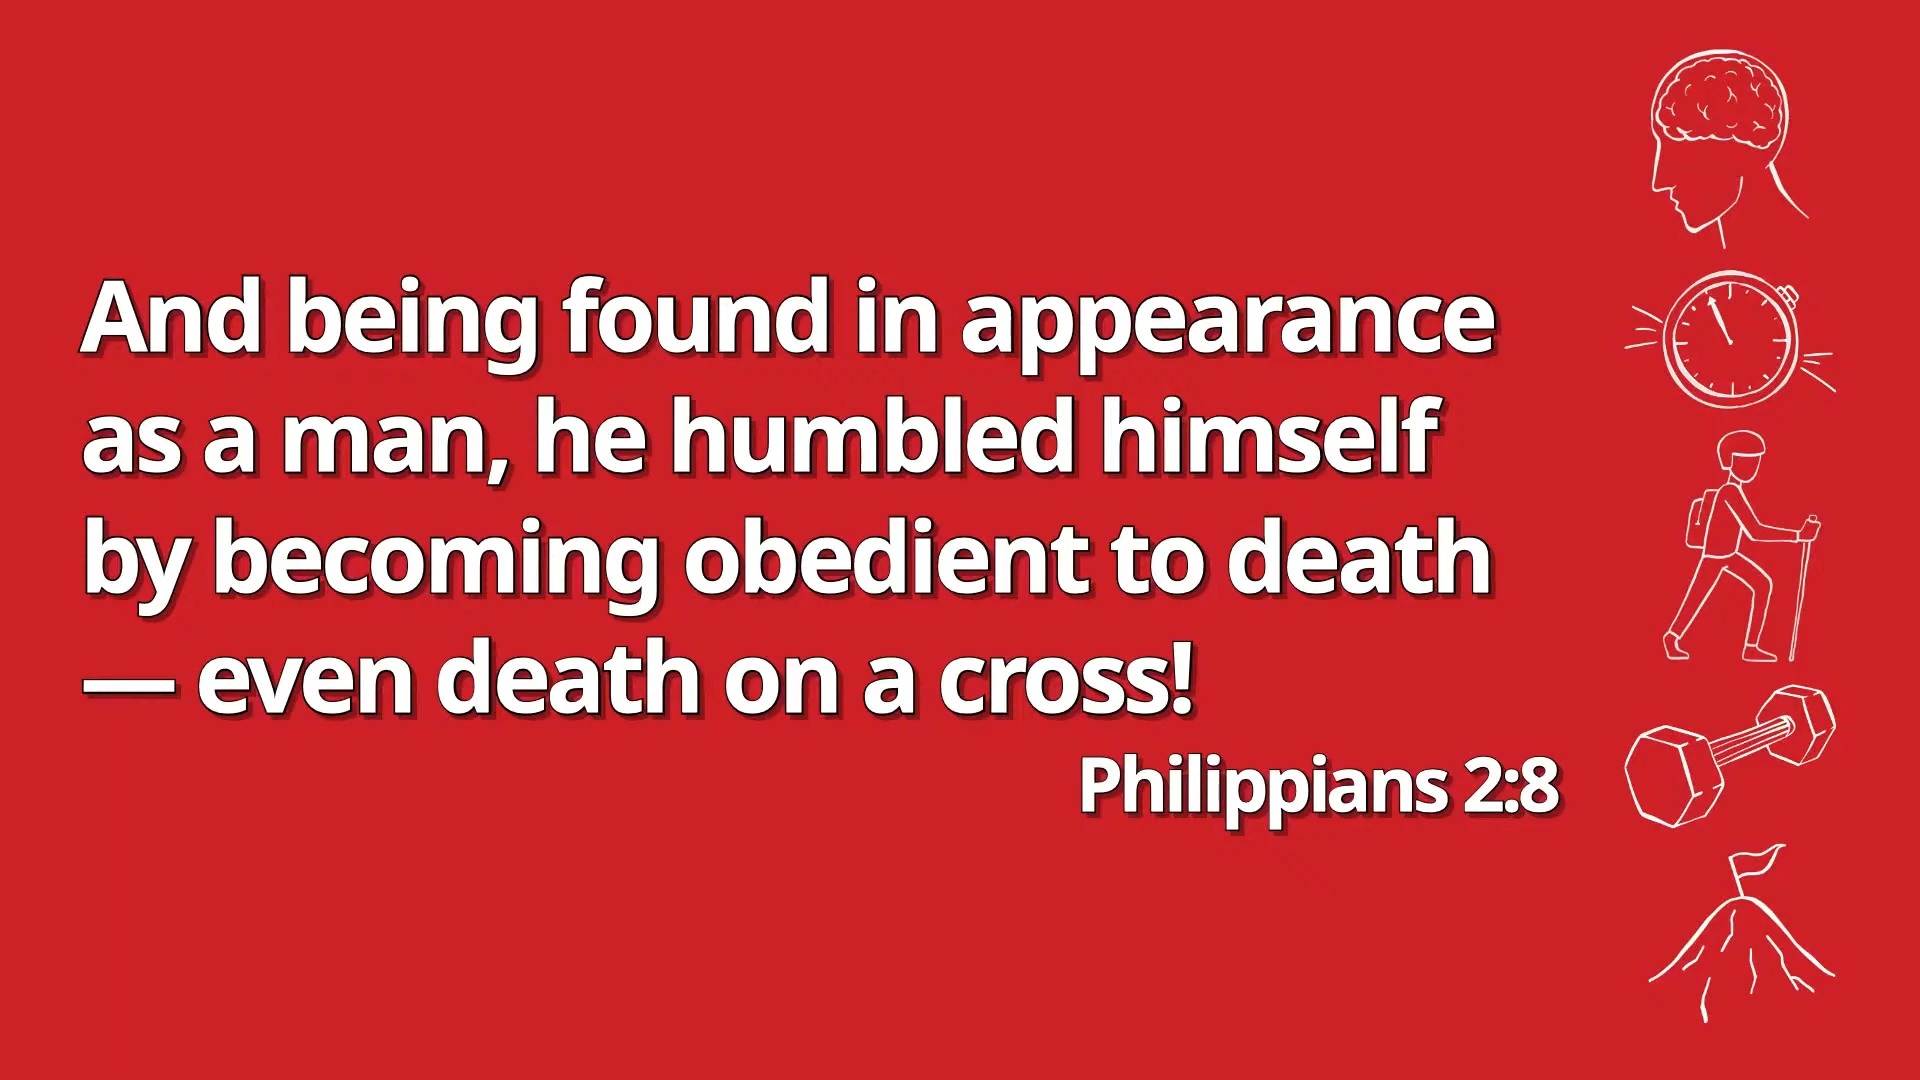 And being found in appearance
as a man, he humbled himself
by becoming obedient to death
— even death on a cross!
Philippians 2:8